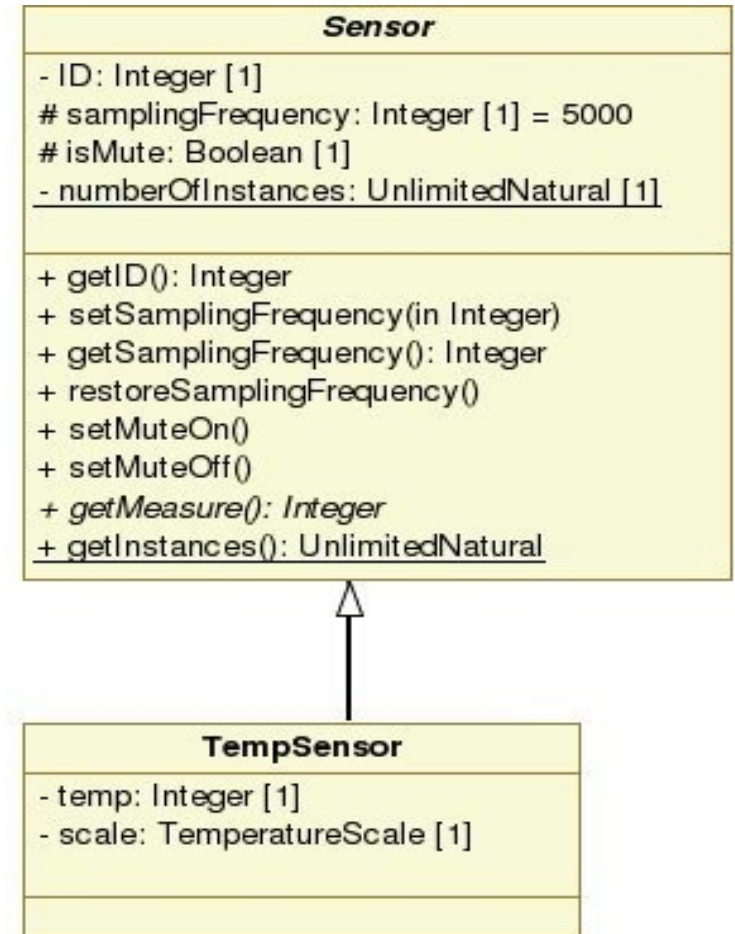 Sensor
- ID: Integer [1]
# samplingFrequency: Integer [1] = 5000
# isMute: Boolean [1]
- numberOfInstances: UnlimitedNatural [1]
+ getID(): Integer
+ setSamplingFrequency(in Integer)
+ getSamplingFrequency(): Integer
+ restoreSamplingFrequency()
+ setMuteOn()
+ setMuteOff()
+ getMeasure(): Integer
+ getInstances(): UnlimitedNatural
TempSensor
- temp: Integer [1]
- scale: TemperatureScale [1]